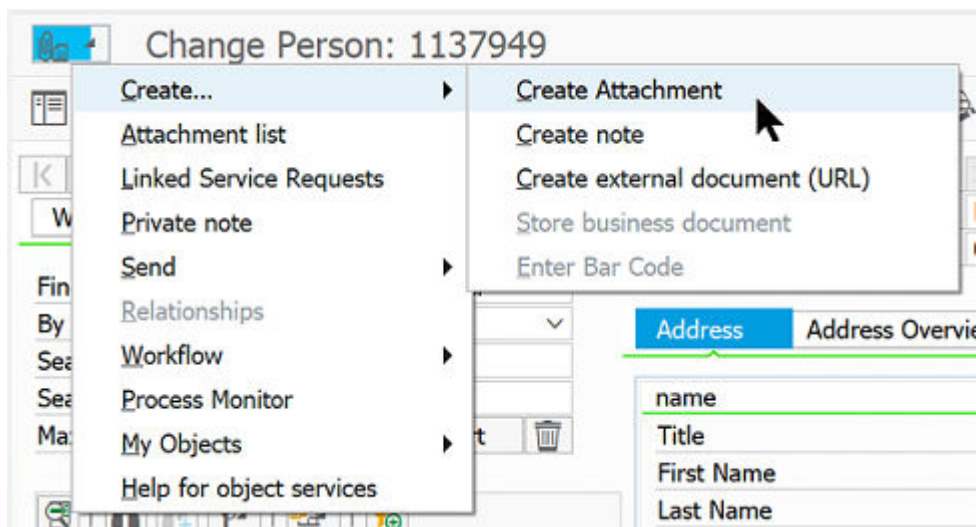 Change Person: 1137949
Create...
Attachment list
Linked Service Requests
Private note
Send
Relationships
Workflow
Process Monitor
My Objects
Help for object services
Create Attachment
Create note
Create external document (URL)
Store business document
Enter Bar Code
By
Address
name
Title
First Name
Last Name